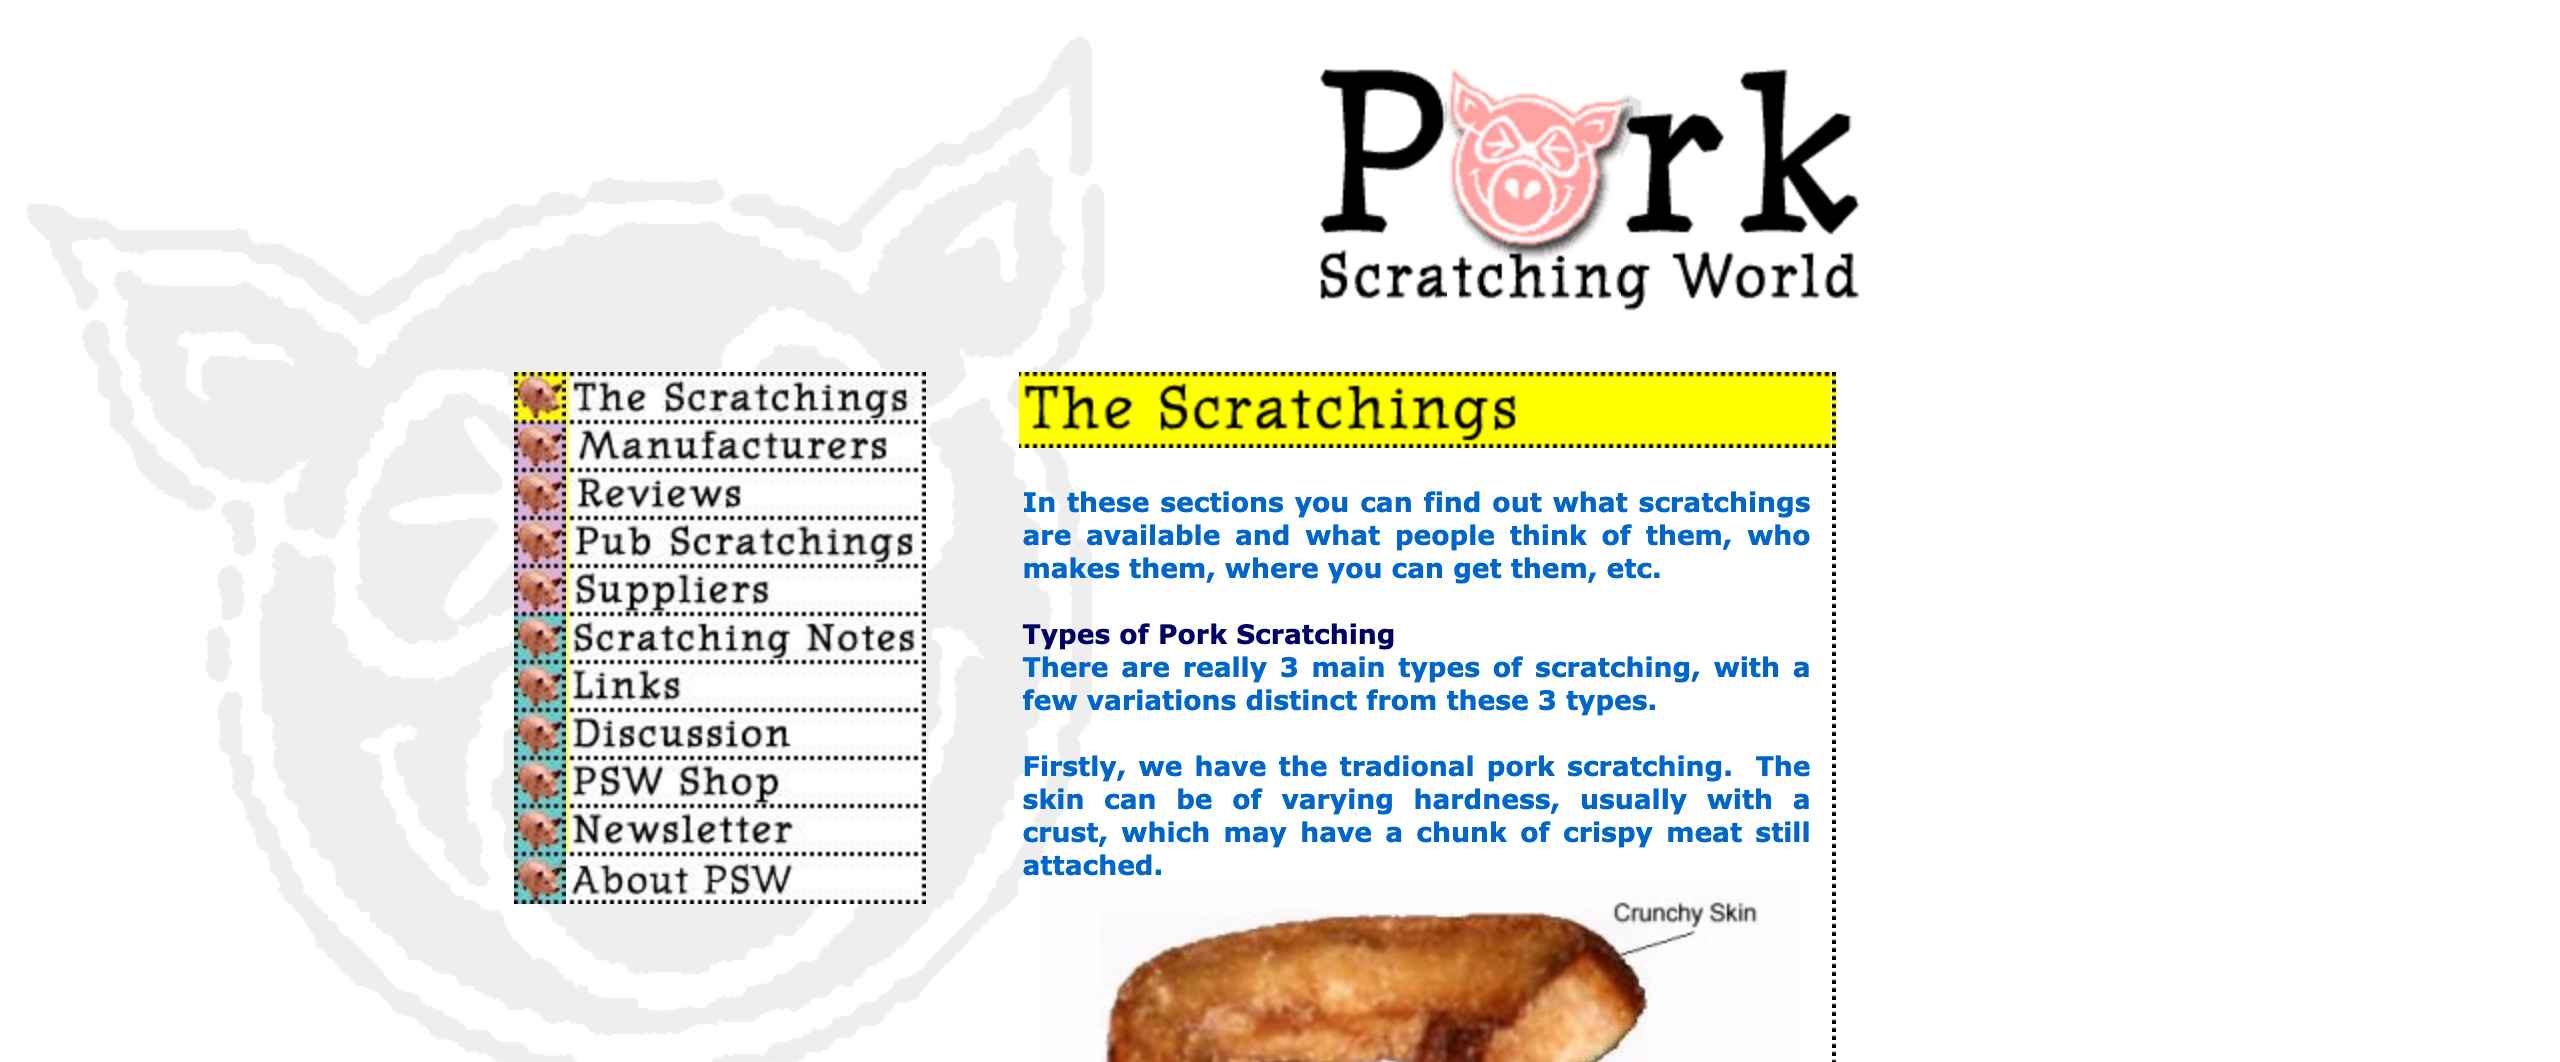 Pork
Scratching World
The Scratchings
Manufacturers
Reviews
Pub Scratchings
Suppliers
Scratching Notes
Links
Discussion
PSW Shop
Newsletter
About PSW
The Scratchings
In these sections you can find out what scratchings
are available and what people think of them, who
makes them, where you can get them, etc.
Types of Pork Scratching
There are really 3 main types of scratching, with a
few variations distinct from these 3 types.
Firstly, we have the tradional pork scratching. The
skin can be of varying hardness, usually with a
crust, which may have a chunk of crispy meat still
attached.
Crunchy Skin